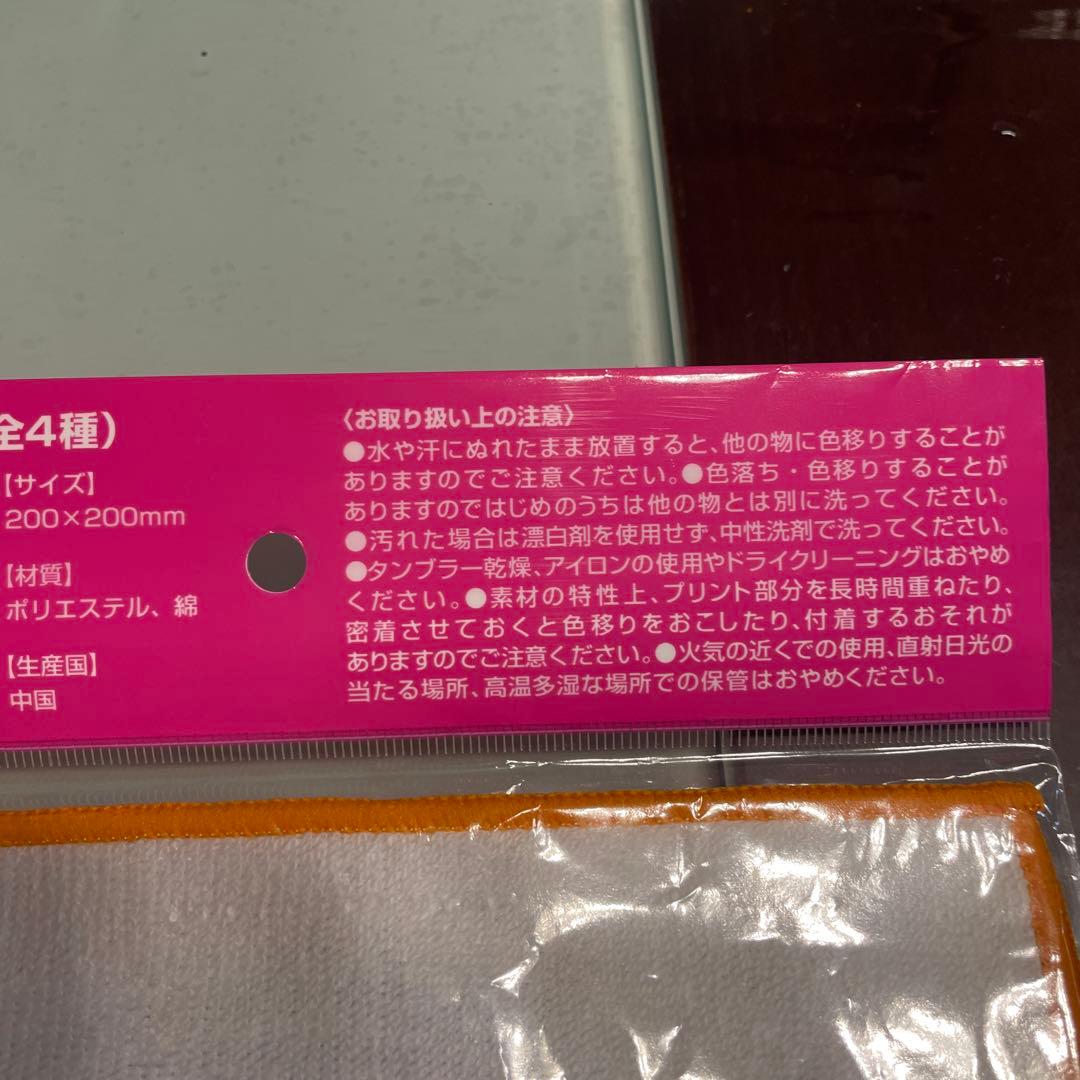 全4種）
【サイズ】
200×200mm
【材質】
ポリエステル、綿
【生産国】
中国
〈お取り扱い上の注意〉
●水や汗にぬれたまま放置すると、他の物に色移りすることが
ありますのでご注意ください。●色落ち・色移りすることが
ありますのではじめのうちは他の物とは別に洗ってください。
●汚れた場合は漂白剤を使用せず、中性洗剤で洗ってください。
●タンブラー乾燥、アイロンの使用やドライクリーニングはおやめ
ください。●素材の特性上、プリント部分を長時間重ねたり、
密着させておくと色移りをおこしたり、付着するおそれが
ありますのでご注意ください。●火気の近くでの使用、直射日光の
当たる場所、高温多湿な場所での保管はおやめください。